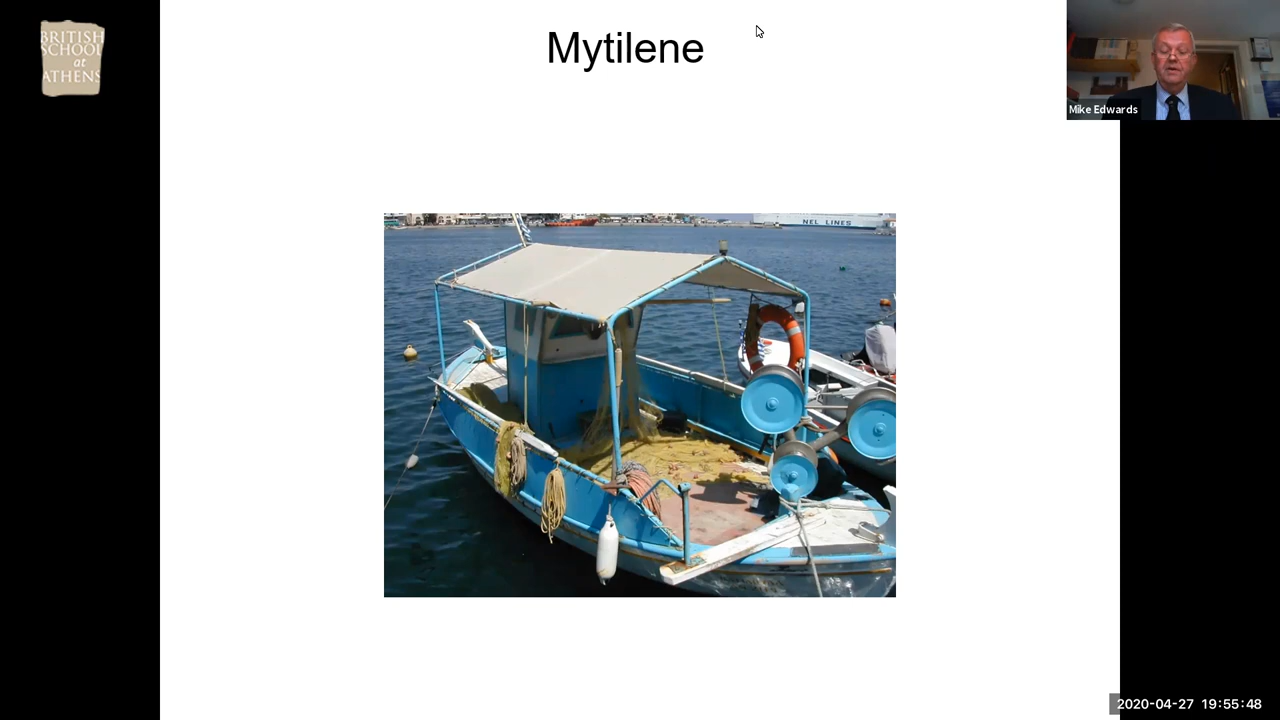 BRITISH
SCHOOL
at
ATHENS
Mytilene
Mike Edwards
NEL LINES
2020-04-27 19:55:48